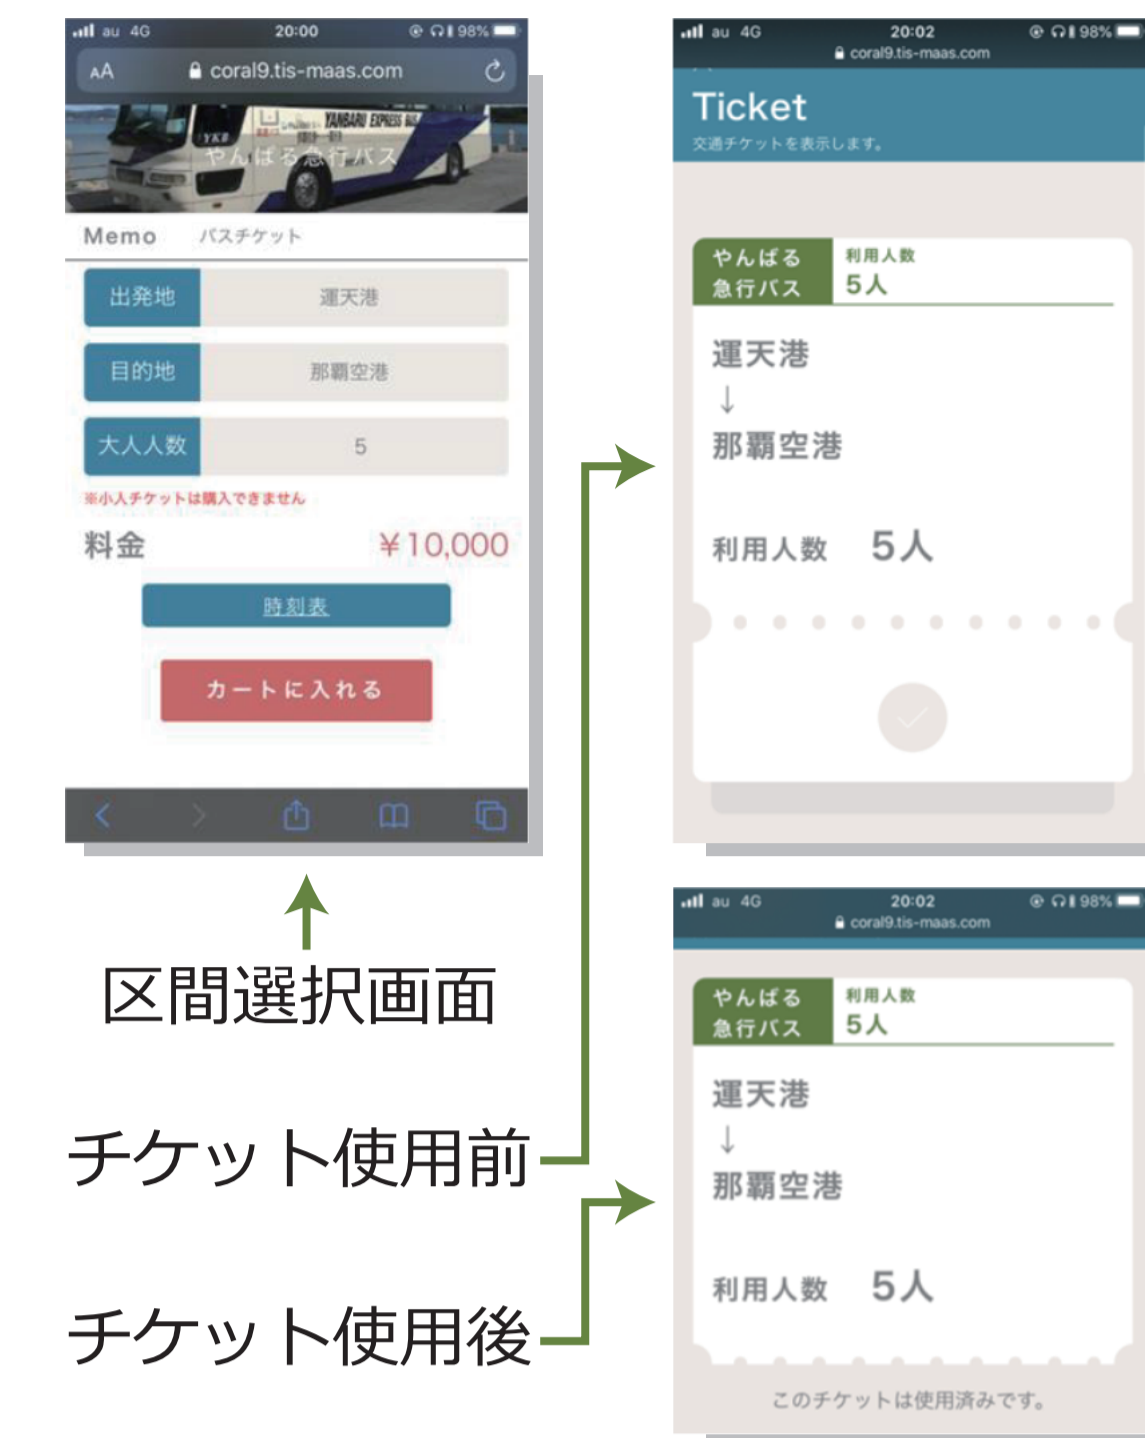 au 4G 20:00 98%
AA coral9.tis-maas.com
YANBARU EXPRESS BUS
YKB
やんばる急行バス
Memo バスチケット
出発地 運天港
目的地 那覇空港
大人人数 5
※小人チケットは購入できません
料金 ¥10,000
時刻表
カートに入れる
区間選択画面
チケット使用前
チケット使用後
au 4G 20:02 98%
coral9.tis-maas.com
Ticket
交通チケットを表示します。
やんばる
急行バス
利用人数
5人
運天港
↓
那覇空港
利用人数 5人
au 4G 20:02 98%
coral9.tis-maas.com
やんばる
急行バス
利用人数
5人
運天港
↓
那覇空港
利用人数 5人
このチケットは使用済みです。